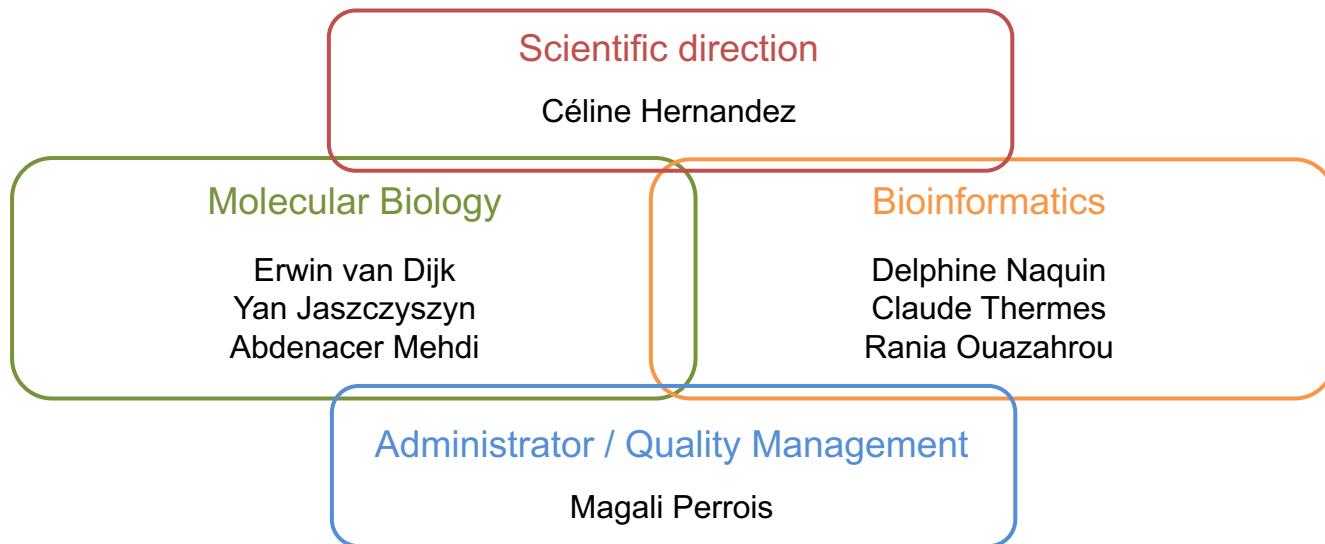 Scientific direction
Céline Hernandez
Molecular Biology
Erwin van Dijk
Yan Jaszczyszyn
Abdenacer Mehdi
Bioinformatics
Delphine Naquin
Claude Thermes
Rania Ouazahrou
Administrator / Quality Management
Magali Perrois